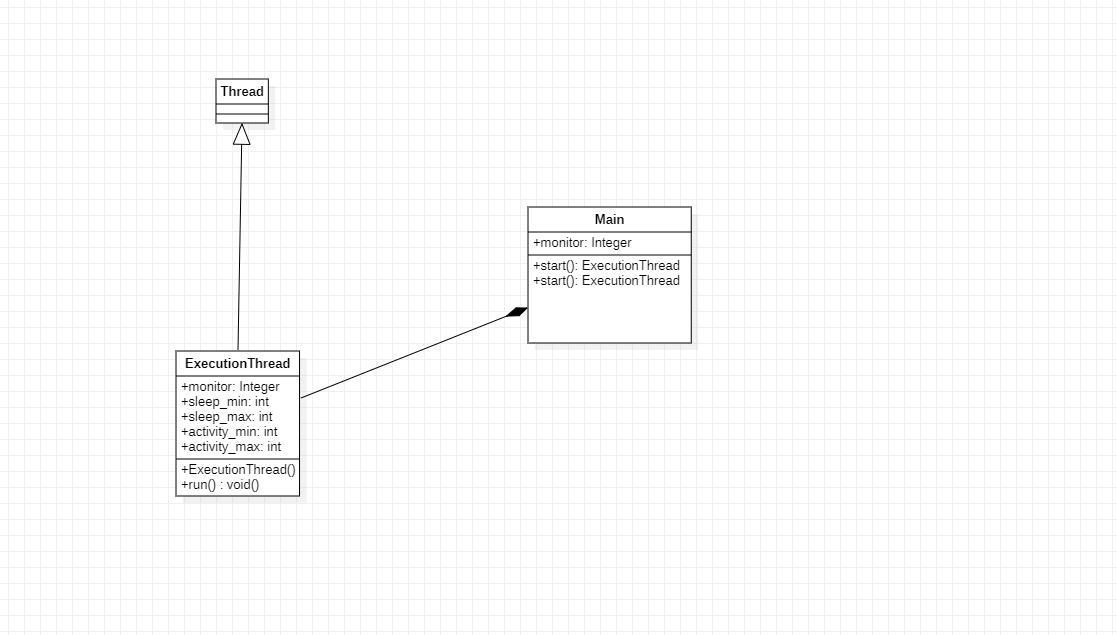 Thread
Main
+monitor: Integer
+start(): ExecutionThread
+start(): ExecutionThread
ExecutionThread
+monitor: Integer
+sleep_min: int
+sleep_max: int
+activity_min: int
+activity_max: int
+ExecutionThread()
+run() : void()